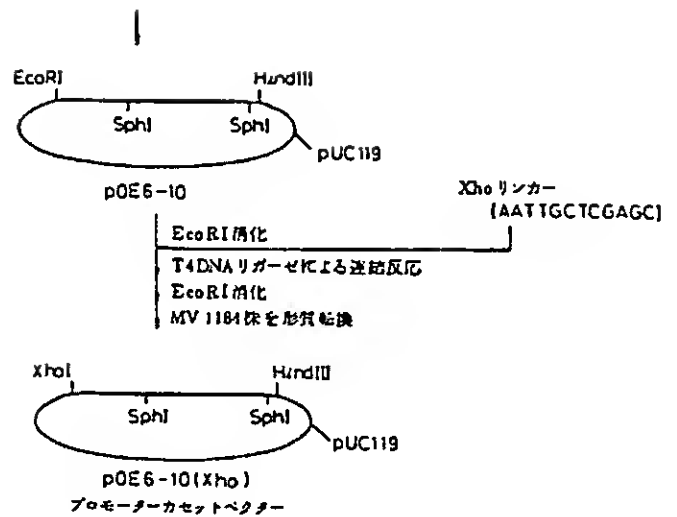 EcoRI HindIII
SphI SphI
pUC119
pOE6-10
Xhoリンカー
[AATTGCTCGAGC]
EcoRI消化
T4DNAリガーゼによる連結反応
EcoRI消化
MV1184株を形質転換
XhoI HindIII
SphI SphI
pUC119
pOE6-10(Xho)
プロモーターカセットベクター